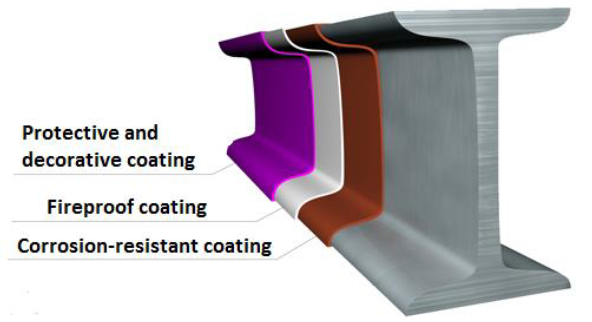 Protective and
decorative coating
Fireproof coating
Corrosion-resistant coating